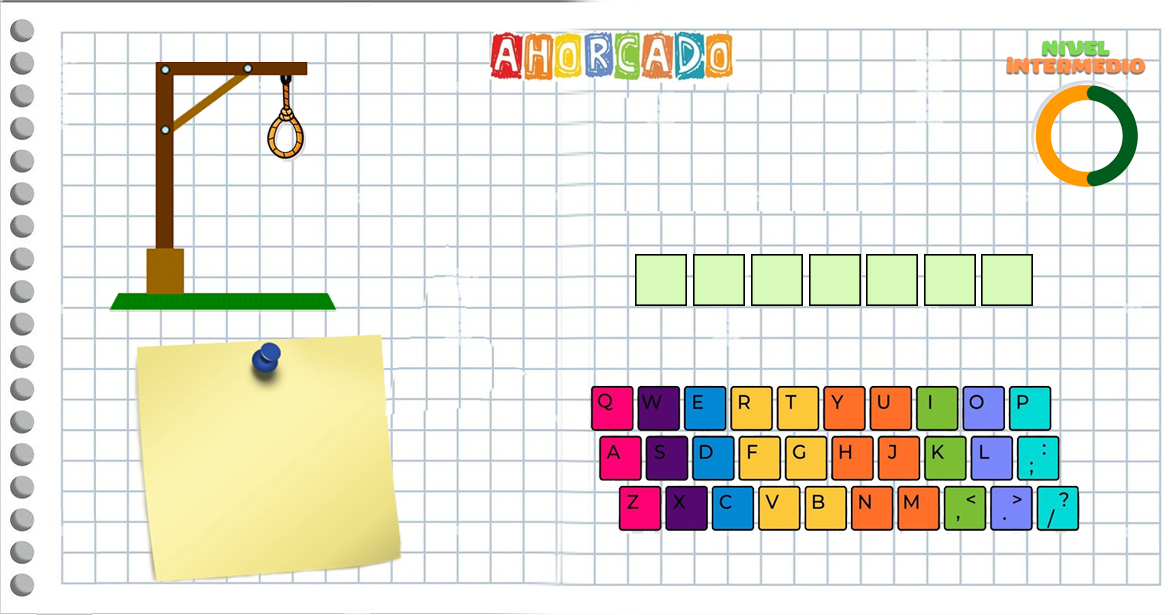 AHORCADO
NIVEL
INTERMEDIO
Q W E R T Y U I O P
A S D F G H J K L ; :
Z X C V B N M , < . > / ?